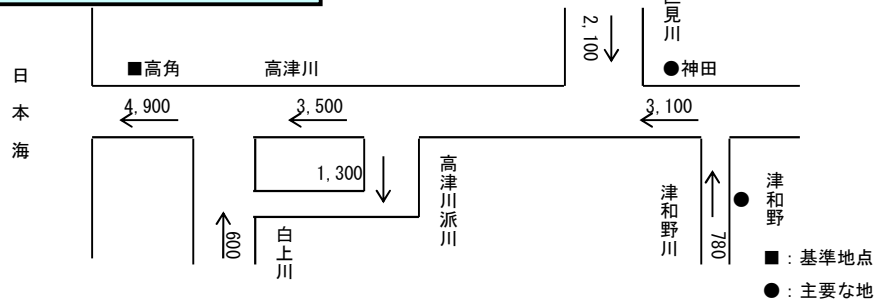 2,100
見川
日本海
■高角
高津川
●神田
4,900
3,500
3,100
1,300
高津川派川
600
白上川
津和野川
780
●津和野
■：基準地点
●：主要な地